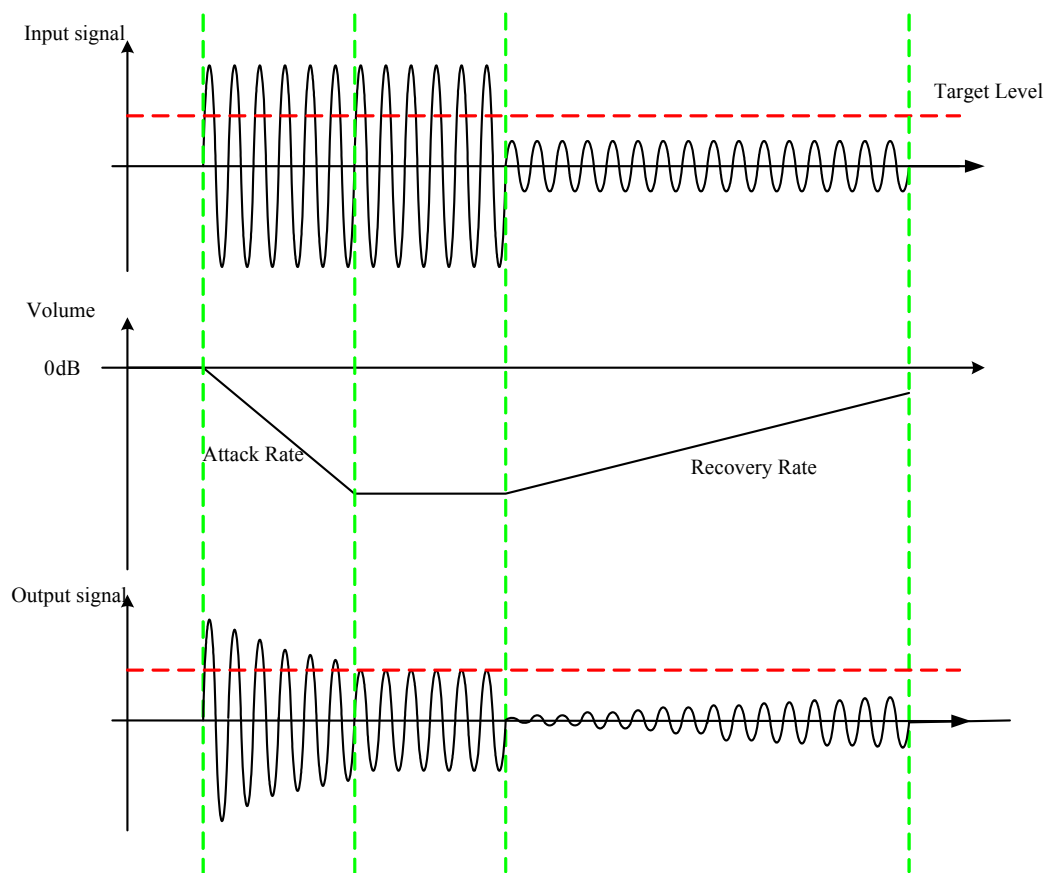 Input signal
Target Level
Volume
0dB
Attack Rate
Recovery Rate
Output signal